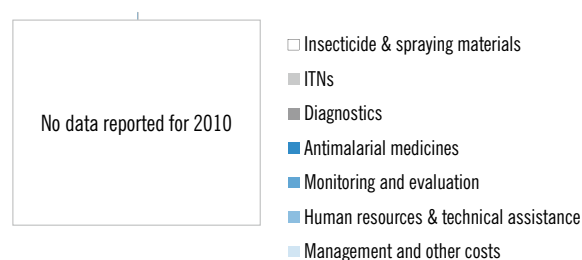 No data reported for 2010
Insecticide & spraying materials
ITNs
Diagnostics
Antimalarial medicines
Monitoring and evaluation
Human resources & technical assistance
Management and other costs